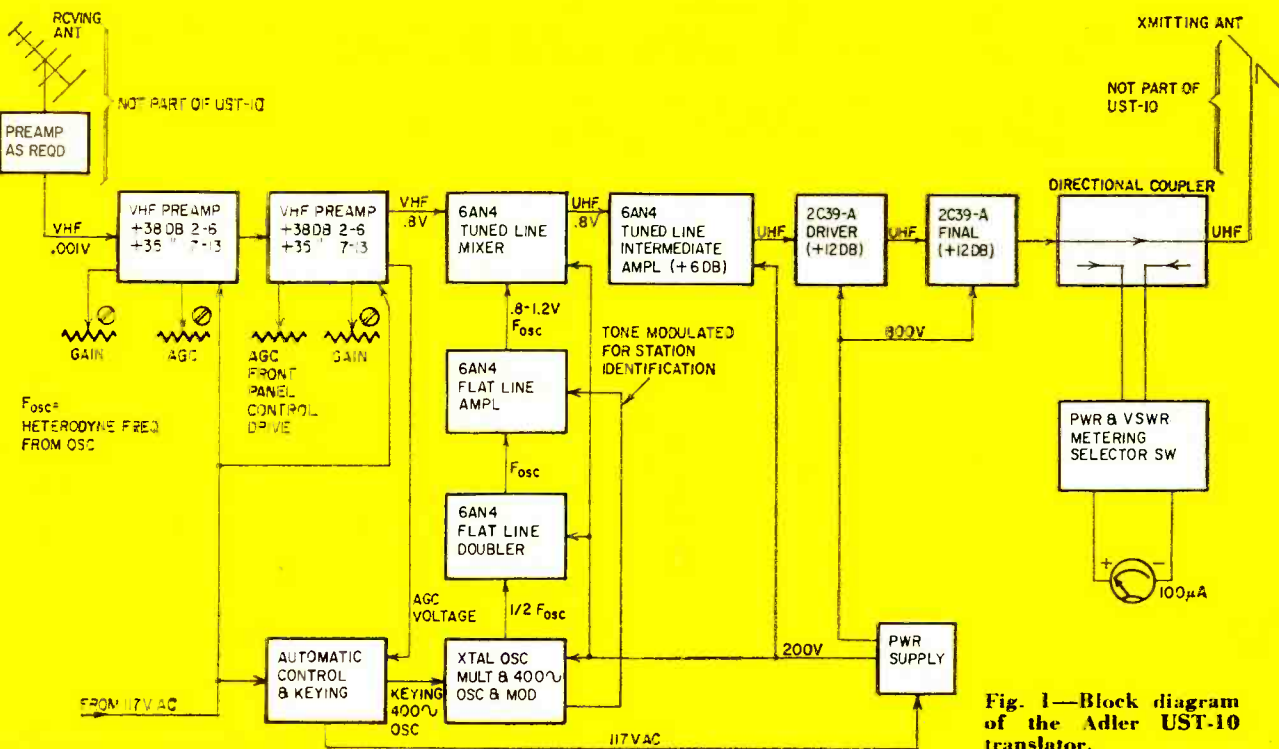 RCVING
ANT
NOT PART OF UST-10
PREAMP
AS REQD
VHF
.001V
VHF PREAMP
+38DB 2-6
+35 " 7-13
GAIN
AGC
VHF PREAMP
+38DB 2-6
+35 " 7-13
AGC
FRONT
PANEL
CONTROL
DRIVE
GAIN
VHF
.8V
6AN4
TUNED LINE
MIXER
UHF
.8V
6AN4
TUNED LINE
INTERMEDIATE
AMPL (+6DB)
UHF
2C39-A
DRIVER
(+12DB)
UHF
2C39-A
FINAL
(+12DB)
800V
DIRECTIONAL COUPLER
UHF
XMITTING ANT
NOT PART OF
UST-10
PWR & VSWR
METERING
SELECTOR SW
+
-
100μA
FOSC=
HETERODYNE FREQ
FROM OSC
.8-1.2V
FOSC
TONE MODULATED
FOR STATION
IDENTIFICATION
6AN4
FLAT LINE
AMPL
FOSC
6AN4
FLAT LINE
DOUBLER
1/2 FOSC
AGC
VOLTAGE
AUTOMATIC
CONTROL
& KEYING
KEYING
400~
OSC
XTAL OSC
MULT & 400~
OSC & MOD
200V
PWR
SUPPLY
FROM 117V AC
117VAC
Fig. 1—Block diagram
of the Adler UST-10
translator.